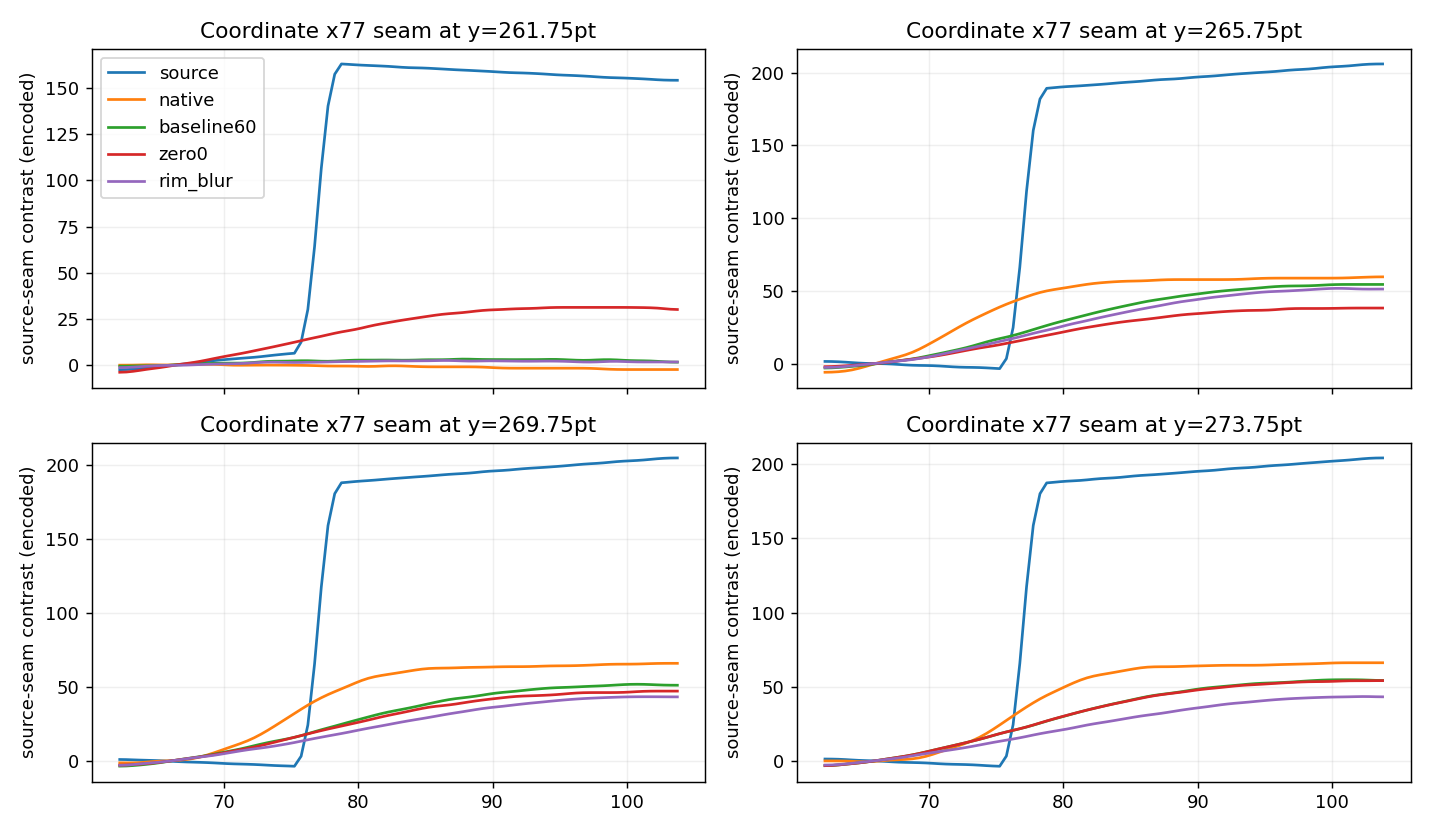 Coordinate x77 seam at y=261.75pt
source-seam contrast (encoded)
150
125
100
75
50
25
0
source
native
baseline60
zero0
rim_blur
Coordinate x77 seam at y=265.75pt
source-seam contrast (encoded)
200
150
100
50
0
Coordinate x77 seam at y=269.75pt
source-seam contrast (encoded)
200
150
100
50
0
70 80 90 100
Coordinate x77 seam at y=273.75pt
source-seam contrast (encoded)
200
150
100
50
0
70 80 90 100